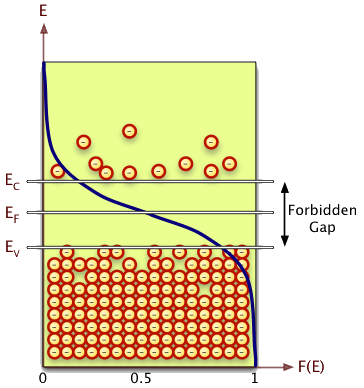 E
E_C
E_F
E_V
Forbidden
Gap
0
0.5
1
F(E)